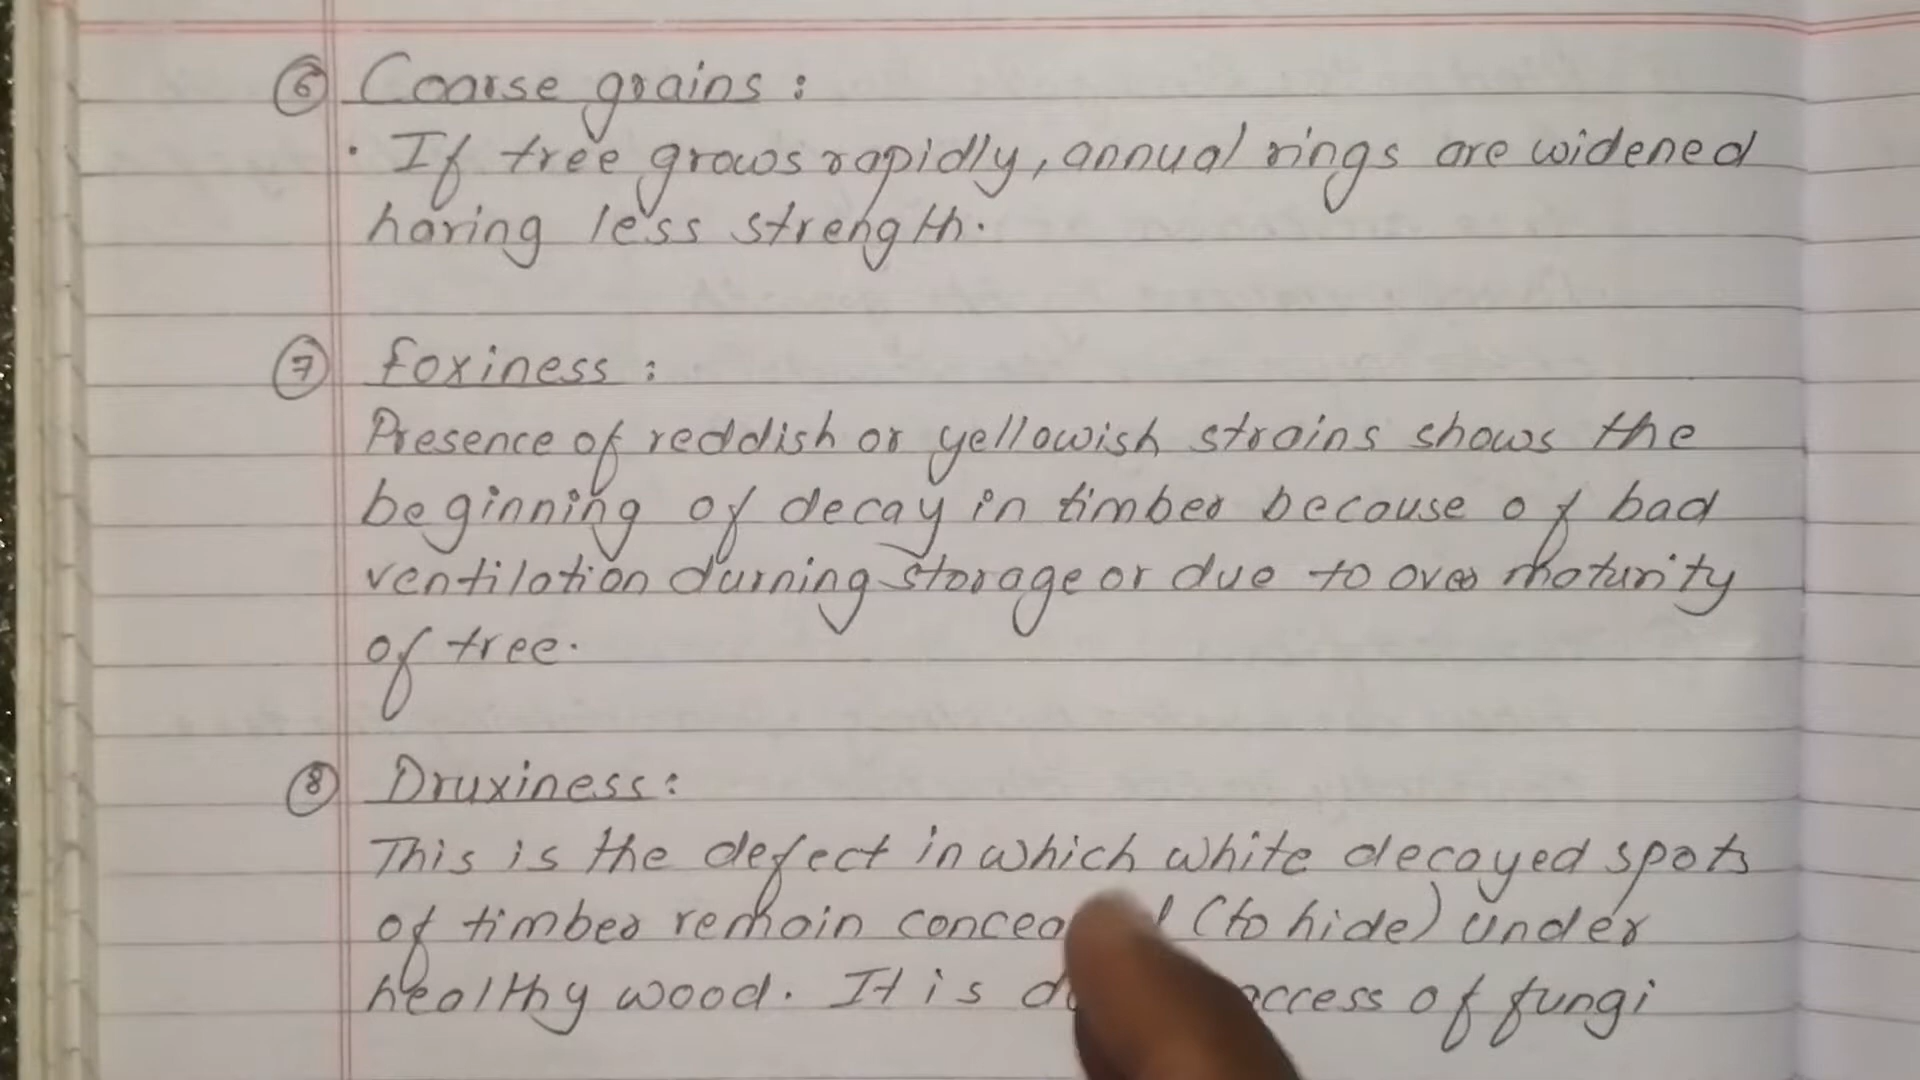 6 Coarse grains :
· If tree grows rapidly, annual rings are widened
having less strength.
7 foxiness :
Presence of reddish or yellowish strains shows the
beginning of decay in timber because of bad
ventilation durning storage or due to over maturity
of tree.
8 Druxiness :
This is the defect in which white decayed spots
of timber remain (to hide) under
healthy wood. It is access of fungi